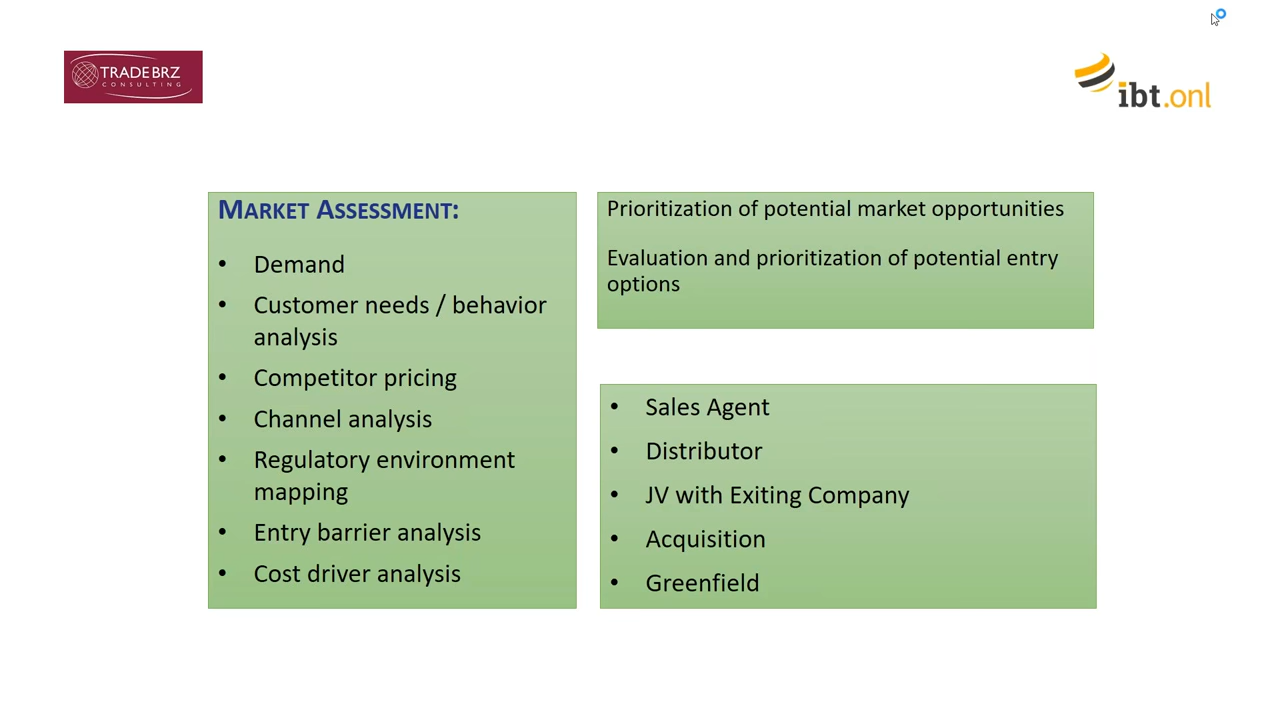 TRADEBRZ
CONSULTING
ibt.onl
MARKET ASSESSMENT:
• Demand
• Customer needs / behavior
analysis
• Competitor pricing
• Channel analysis
• Regulatory environment
mapping
• Entry barrier analysis
• Cost driver analysis
Prioritization of potential market opportunities
Evaluation and prioritization of potential entry
options
• Sales Agent
• Distributor
• JV with Exiting Company
• Acquisition
• Greenfield